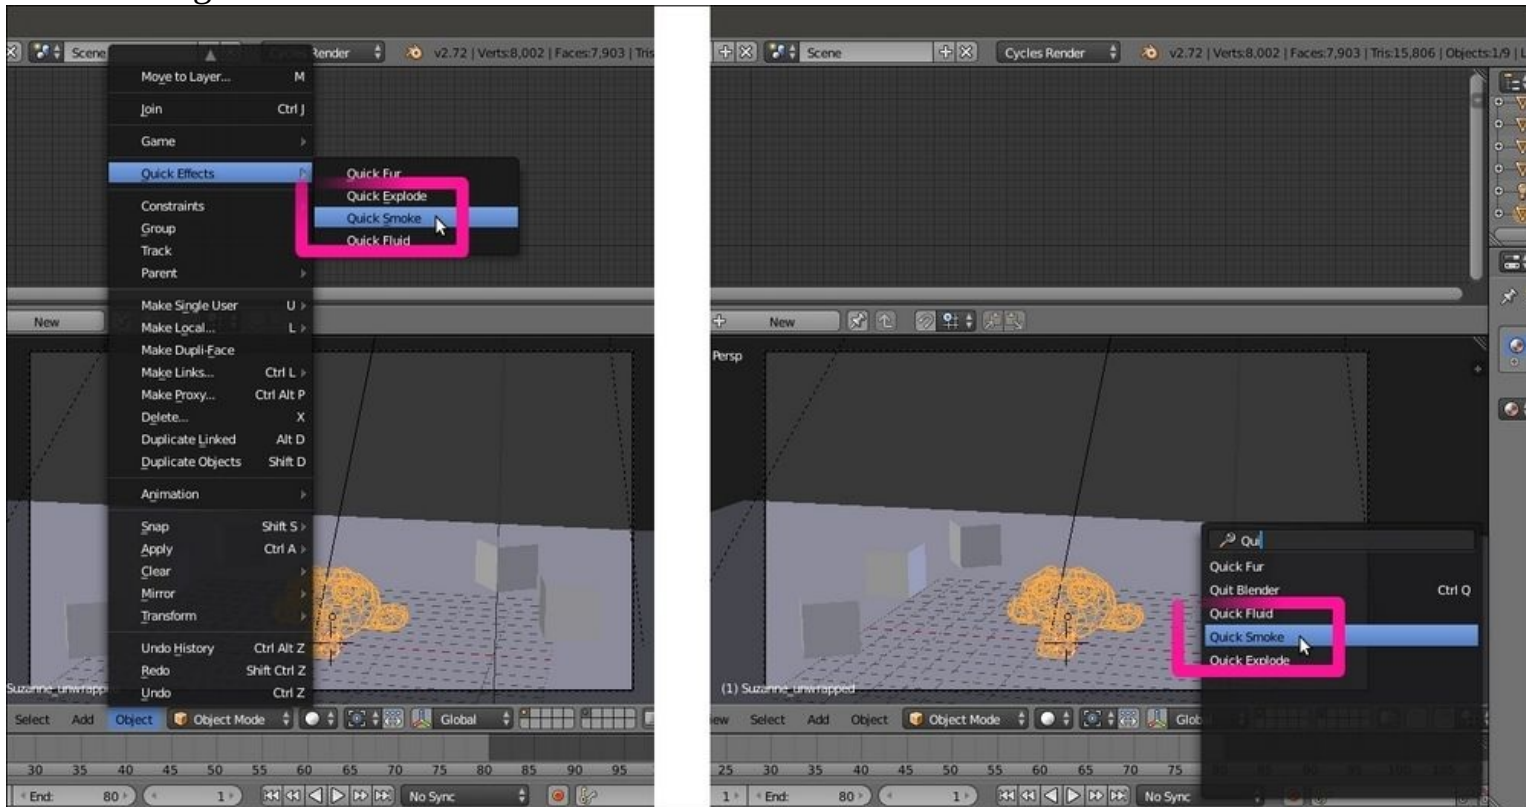 Scene
Render
v2.72 | Verts:8,002 | Faces:7,903 | Tris
Move to Layer... M
Join Ctrl J
Game
Quick Effects
Quick Fur
Quick Explode
Quick Smoke
Quick Fluid
Constraints
Group
Track
Parent
Make Single User U
New
Make Local... L
Make Dupli-Face
Make Links... Ctrl L
Make Proxy... Ctrl Alt P
Delete... X
Duplicate Linked Alt D
Duplicate Objects Shift D
Animation
Snap Shift S
Apply Ctrl A
Clear
Mirror
Transform
Undo History Ctrl Alt Z
Redo Shift Ctrl Z
Undo Ctrl Z
Suzanne_unwrapp
Select Add Object Object Mode Global
30 35 40 45 50 55 60 65 70 75 80 85 90 95
End: 80 1 No Sync
Scene Cycles Render v2.72 | Verts:8,002 | Faces:7,903 | Tris:15,806 | Objects:1/9 | L
New
Persp
Qui
Quick Fur
Quit Blender Ctrl Q
Quick Fluid
Quick Smoke
Quick Explode
(1) Suzanne_unwrapped
ew Select Add Object Object Mode Glob
25 30 35 40 45 50 55 60 65 70 75
1 End: 80 1 No Sync